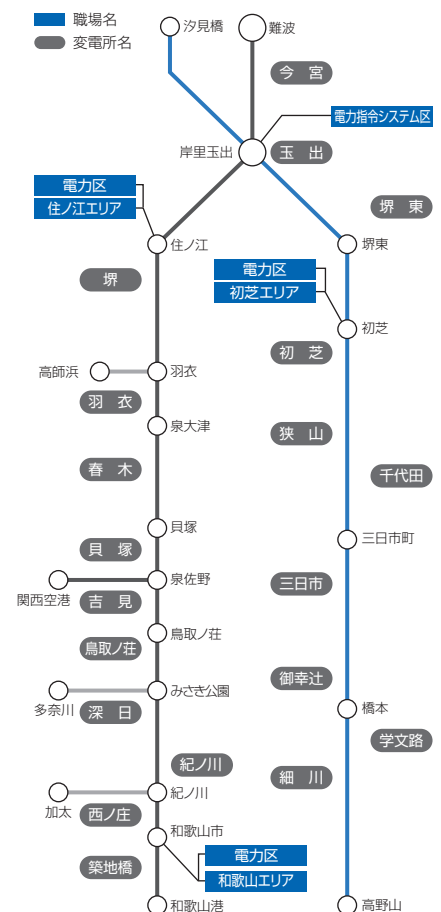 職場名
変電所名
汐見橋
難波
今宮
電力指令システム区
岸里玉出
玉出
電力区
住ノ江エリア
堺東
住ノ江
堺東
電力区
初芝エリア
堺
初芝
初芝
高師浜
羽衣
羽衣
泉大津
狭山
春木
千代田
貝塚
三日市町
貝塚
泉佐野
三日市
関西空港
吉見
鳥取ノ荘
鳥取ノ荘
御幸辻
みさき公園
多奈川
深日
橋本
学文路
紀ノ川
細川
紀ノ川
加太
西ノ庄
和歌山市
電力区
和歌山エリア
築地橋
和歌山港
高野山